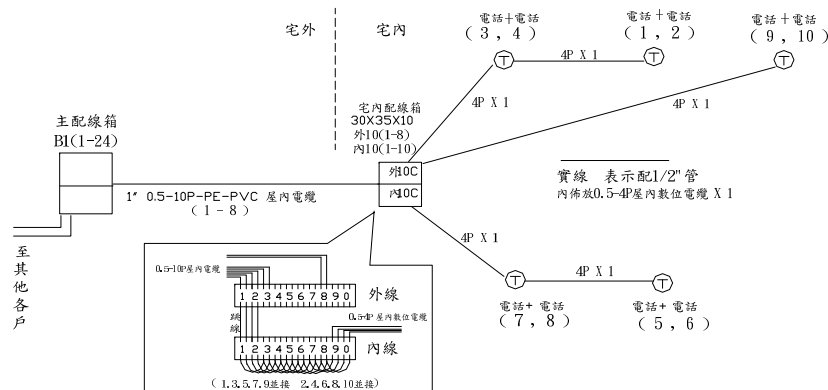 宅外
宅內
電話+電話
(3, 4)
電話+電話
(1, 2)
電話+電話
(9, 10)
T
T
T
4P X 1
4P X 1
4P X 1
宅內配線箱
30X35X10
外10(1-8)
內10(1-10)
主配線箱
B1(1-24)
外10C
內10C
1" 0.5-10P-PE-PVC 屋內電纜
(1-8)
實線 表示配1/2"管
內佈放0.5-4P屋內數位電纜 X 1
至其他各戶
4P X 1
T
4P X 1
T
電話+電話
(7, 8)
電話+電話
(5, 6)
0.5-10P屋內電纜
1 2 3 4 5 6 7 8 9 0
外線
跳線
0.5-4P屋內數位電纜
1 2 3 4 5 6 7 8 9 0
內線
(1.3.5.7.9並接 2.4.6.8.10並接)